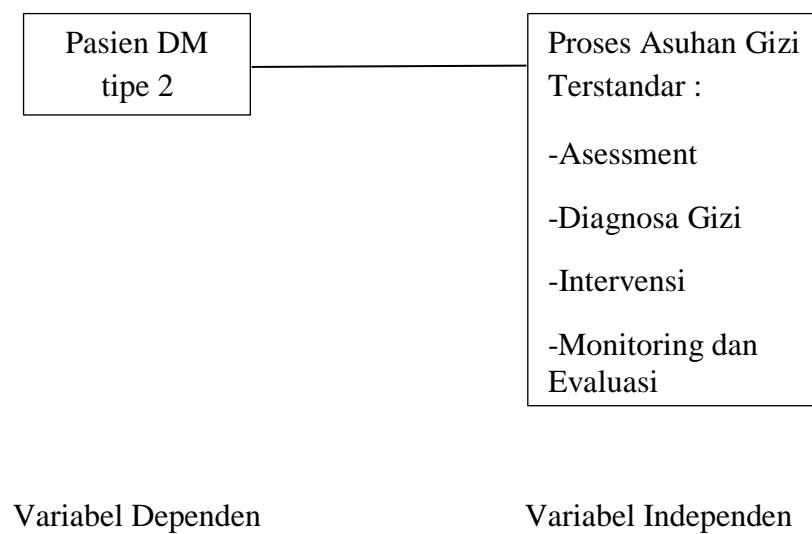 Pasien DM
tipe 2
Proses Asuhan Gizi
Terstandar :
-Asessment
-Diagnosa Gizi
-Intervensi
-Monitoring dan
Evaluasi
Variabel Dependen
Variabel Independen